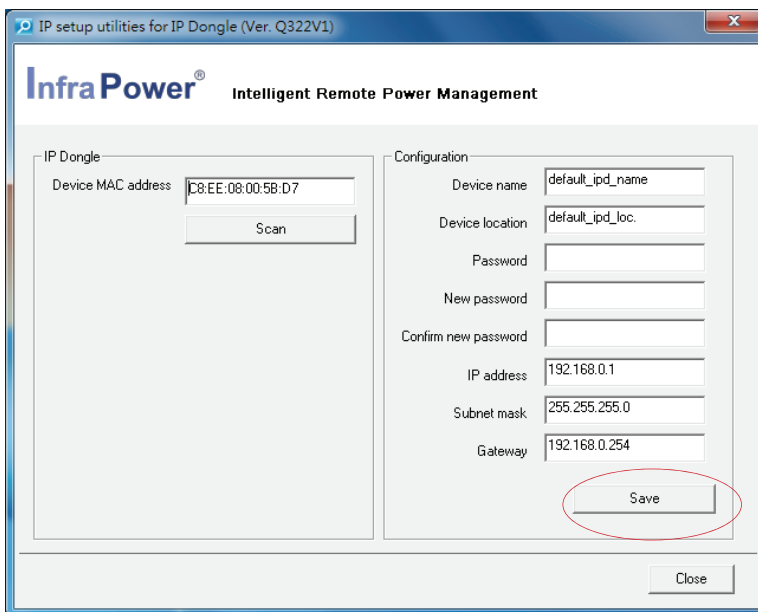 IP setup utilities for IP Dongle (Ver. Q322V1)
x
InfraPower® Intelligent Remote Power Management
IP Dongle
Device MAC address C8:EE:08:00:5B:D7
Scan
Configuration
Device name default_ipd_name
Device location default_ipd_loc.
Password
New password
Confirm new password
IP address 192.168.0.1
Subnet mask 255.255.255.0
Gateway 192.168.0.254
Save
Close